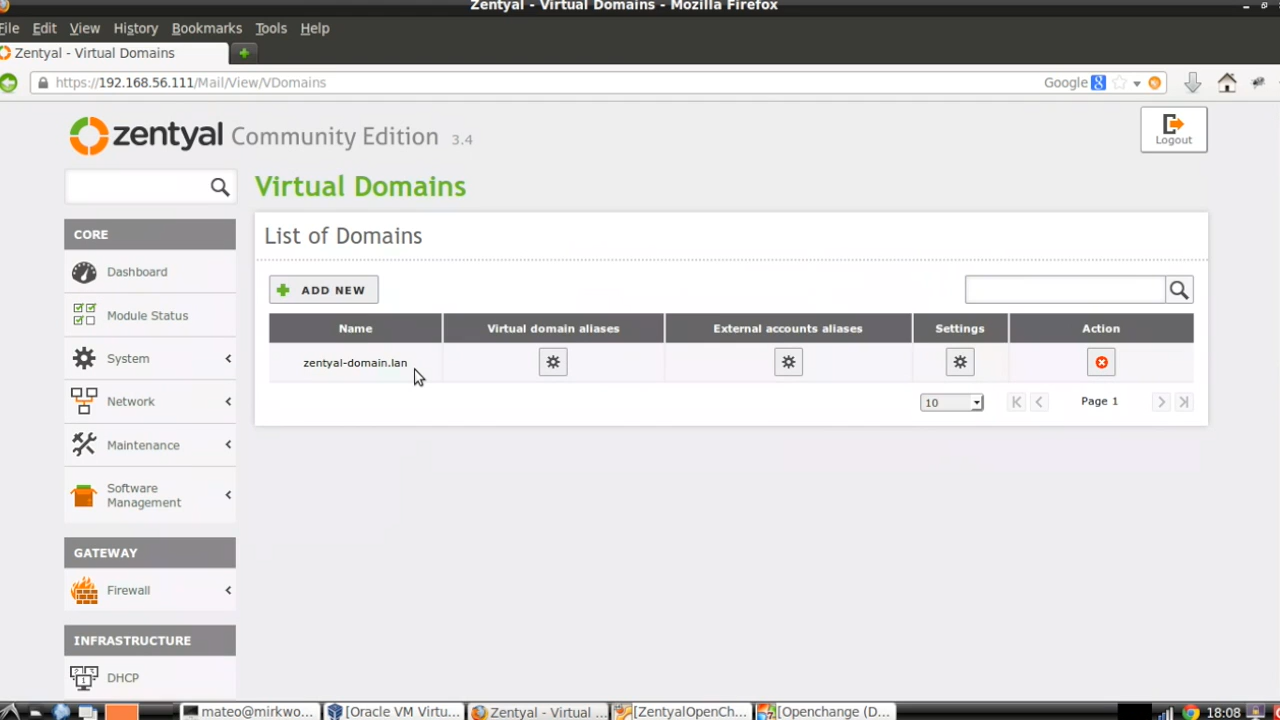 Zentyal - Virtual Domains - Mozilla Firefox
File Edit View History Bookmarks Tools Help
Zentyal - Virtual Domains
https://192.168.56.111/Mail/View/VDomains
Google
zentyal Community Edition 3.4
Logout
Virtual Domains
CORE
Dashboard
Module Status
System
Network
Maintenance
Software
Management
GATEWAY
Firewall
INFRASTRUCTURE
DHCP
List of Domains
ADD NEW
Name Virtual domain aliases External accounts aliases Settings Action
zentyal-domain.lan
10 Page 1
mateo@mirkwo... [Oracle VM Virtu... Zentyal - Virtual ... [ZentyalOpenCh... [Openchange (D... 18:08